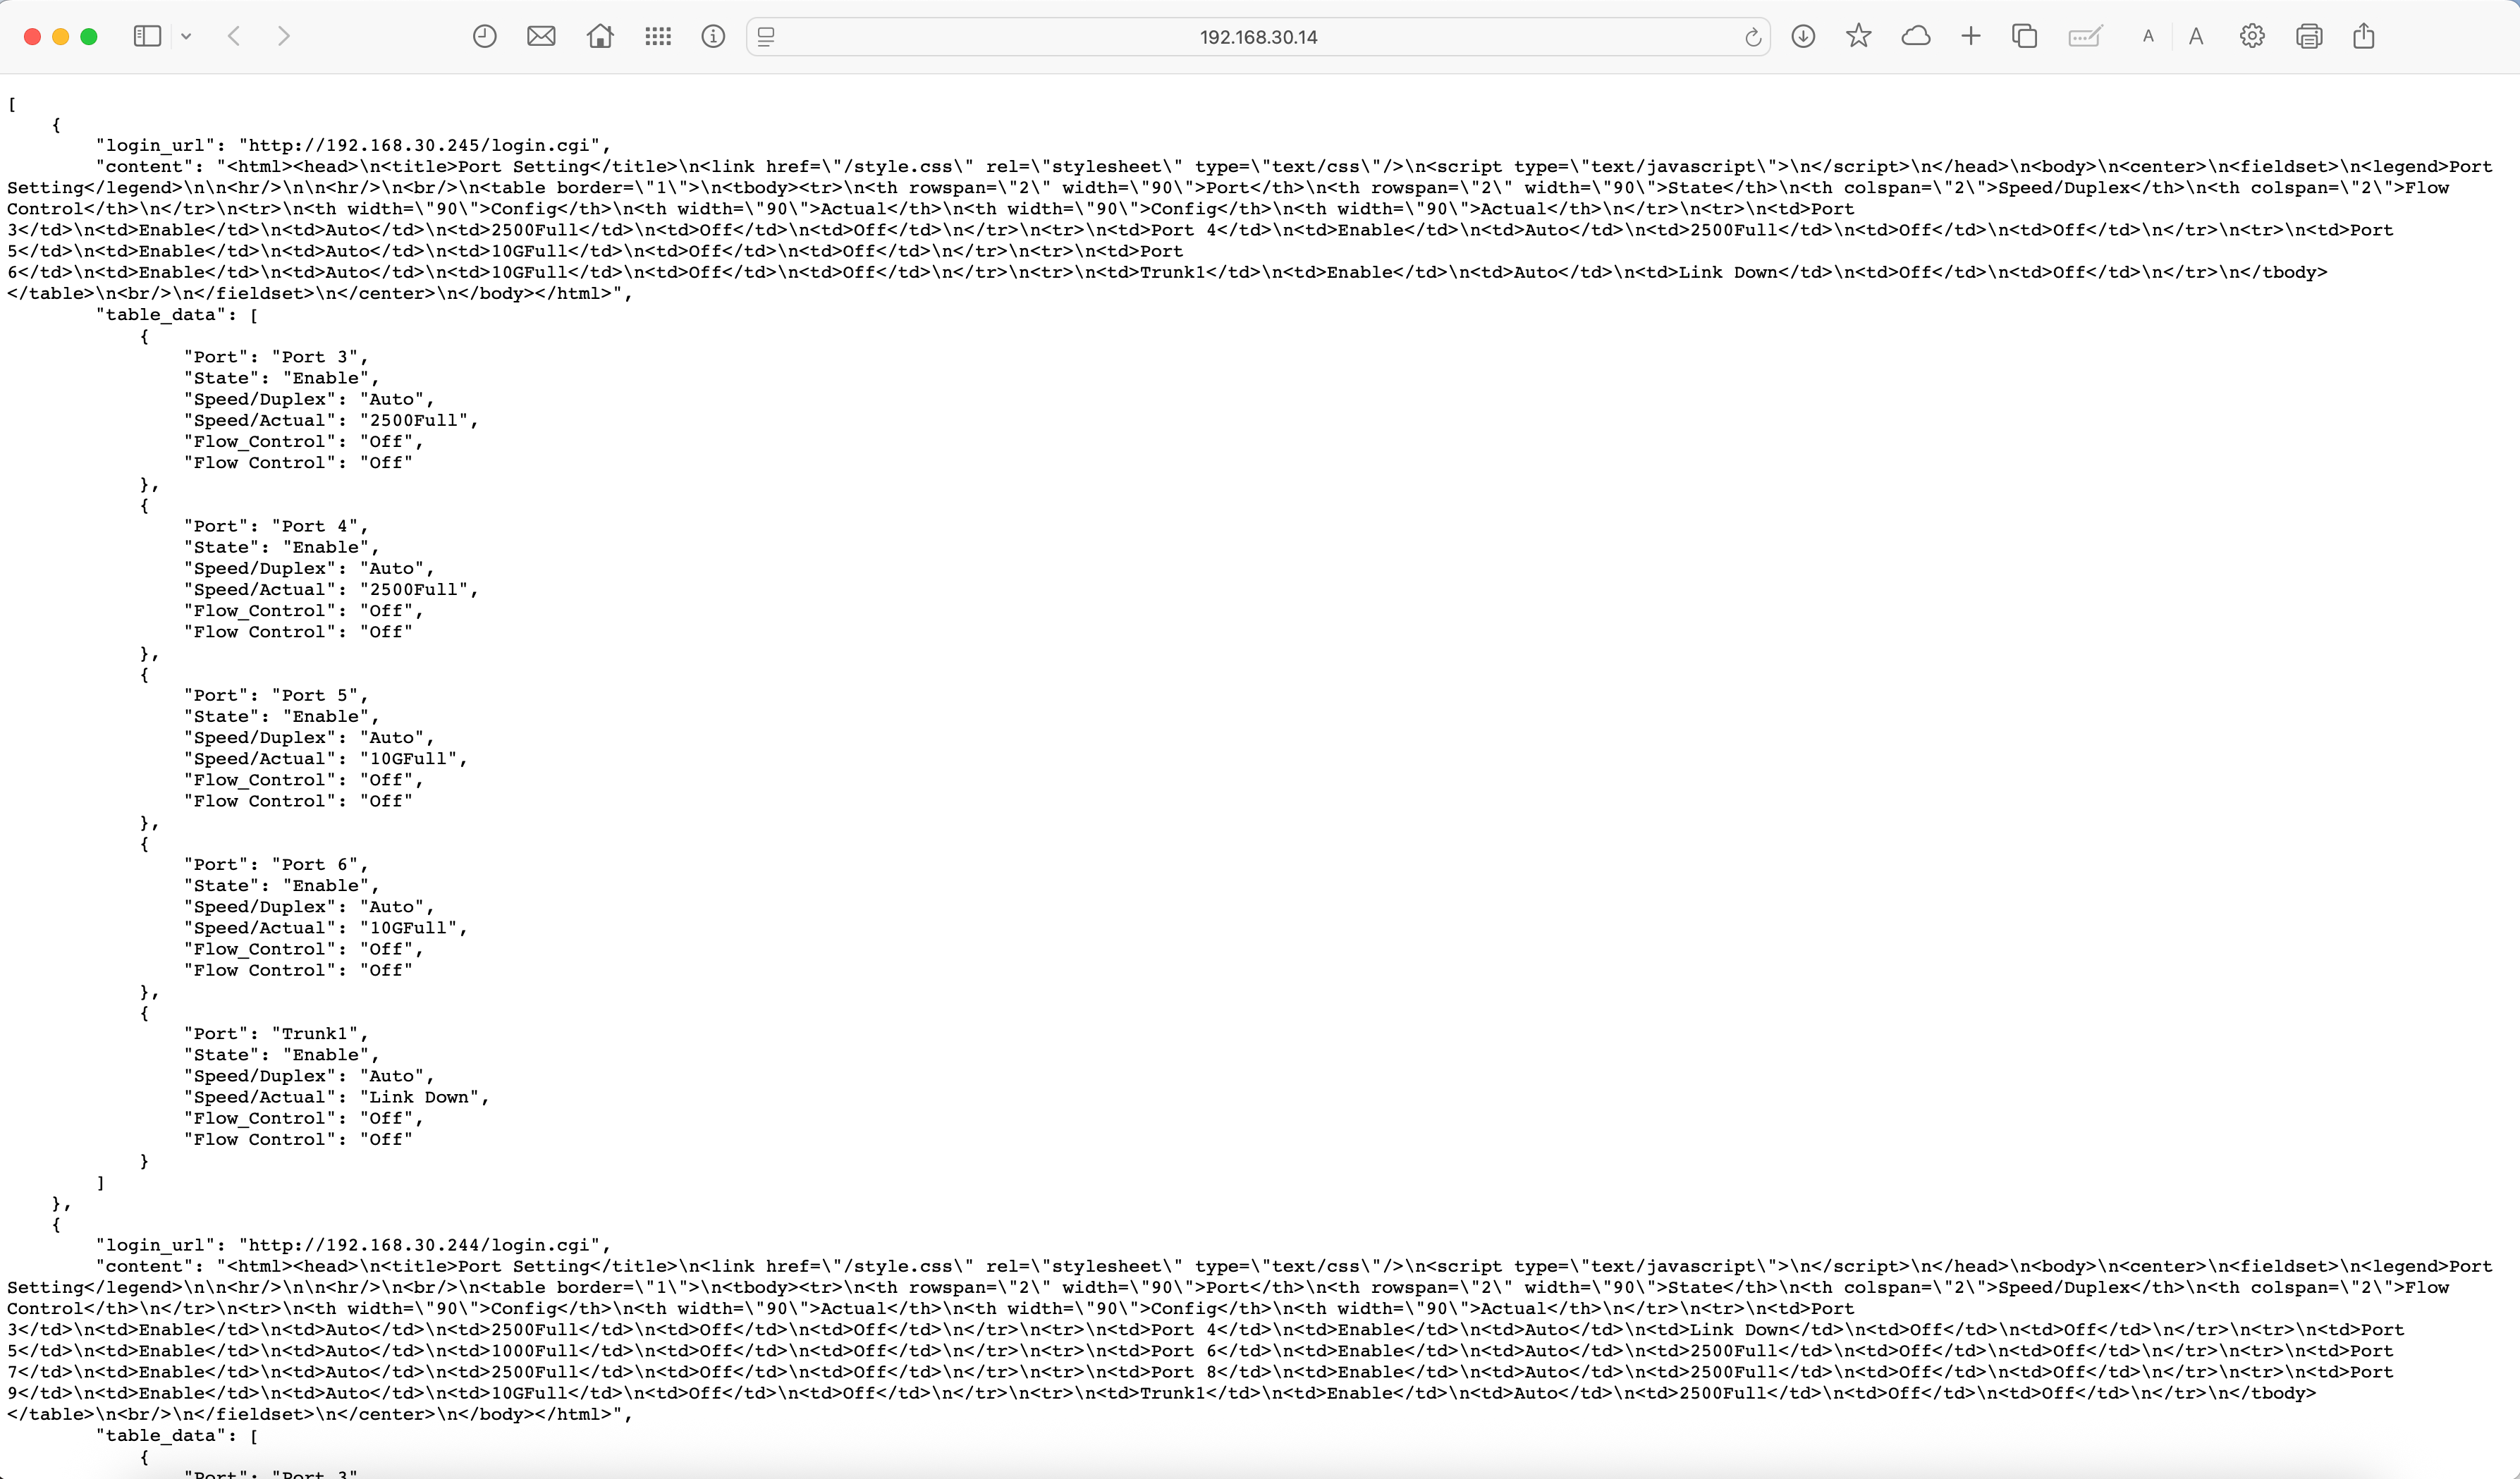 192.168.30.14
A A
[
    {
        "login_url": "http://192.168.30.245/login.cgi",
        "content": "<html><head>\n<title>Port Setting</title>\n<link href=\"/style.css\" rel=\"stylesheet\" type=\"text/css\"/>\n<script type=\"text/javascript\">\n</script>\n</head>\n<body>\n<center>\n<fieldset>\n<legend>Port
Setting</legend>\n\n<hr/>\n\n<hr/>\n<br/>\n<table border=\"1\">\n<tbody><tr>\n<th rowspan=\"2\" width=\"90\">Port</th>\n<th rowspan=\"2\" width=\"90\">State</th>\n<th colspan=\"2\">Speed/Duplex</th>\n<th colspan=\"2\">Flow
Control</th>\n</tr>\n<tr>\n<th width=\"90\">Config</th>\n<th width=\"90\">Actual</th>\n<th width=\"90\">Config</th>\n<th width=\"90\">Actual</th>\n</tr>\n<tr>\n<td>Port
3</td>\n<td>Enable</td>\n<td>Auto</td>\n<td>2500Full</td>\n<td>Off</td>\n<td>Off</td>\n</tr>\n<tr>\n<td>Port 4</td>\n<td>Enable</td>\n<td>Auto</td>\n<td>2500Full</td>\n<td>Off</td>\n<td>Off</td>\n</tr>\n<tr>\n<td>Port
5</td>\n<td>Enable</td>\n<td>Auto</td>\n<td>10GFull</td>\n<td>Off</td>\n<td>Off</td>\n</tr>\n<tr>\n<td>Port
6</td>\n<td>Enable</td>\n<td>Auto</td>\n<td>10GFull</td>\n<td>Off</td>\n<td>Off</td>\n</tr>\n<tr>\n<td>Trunk1</td>\n<td>Enable</td>\n<td>Auto</td>\n<td>Link Down</td>\n<td>Off</td>\n<td>Off</td>\n</tr>\n</tbody>
</table>\n<br/>\n</fieldset>\n</center>\n</body></html>",
        "table_data": [
            {
                "Port": "Port 3",
                "State": "Enable",
                "Speed/Duplex": "Auto",
                "Speed/Actual": "2500Full",
                "Flow_Control": "Off",
                "Flow Control": "Off"
            },
            {
                "Port": "Port 4",
                "State": "Enable",
                "Speed/Duplex": "Auto",
                "Speed/Actual": "2500Full",
                "Flow_Control": "Off",
                "Flow Control": "Off"
            },
            {
                "Port": "Port 5",
                "State": "Enable",
                "Speed/Duplex": "Auto",
                "Speed/Actual": "10GFull",
                "Flow_Control": "Off",
                "Flow Control": "Off"
            },
            {
                "Port": "Port 6",
                "State": "Enable",
                "Speed/Duplex": "Auto",
                "Speed/Actual": "10GFull",
                "Flow_Control": "Off",
                "Flow Control": "Off"
            },
            {
                "Port": "Trunk1",
                "State": "Enable",
                "Speed/Duplex": "Auto",
                "Speed/Actual": "Link Down",
                "Flow_Control": "Off",
                "Flow Control": "Off"
            }
        ]
    },
    {
        "login_url": "http://192.168.30.244/login.cgi",
        "content": "<html><head>\n<title>Port Setting</title>\n<link href=\"/style.css\" rel=\"stylesheet\" type=\"text/css\"/>\n<script type=\"text/javascript\">\n</script>\n</head>\n<body>\n<center>\n<fieldset>\n<legend>Port
Setting</legend>\n\n<hr/>\n\n<hr/>\n<br/>\n<table border=\"1\">\n<tbody><tr>\n<th rowspan=\"2\" width=\"90\">Port</th>\n<th rowspan=\"2\" width=\"90\">State</th>\n<th colspan=\"2\">Speed/Duplex</th>\n<th colspan=\"2\">Flow
Control</th>\n</tr>\n<tr>\n<th width=\"90\">Config</th>\n<th width=\"90\">Actual</th>\n<th width=\"90\">Config</th>\n<th width=\"90\">Actual</th>\n</tr>\n<tr>\n<td>Port
3</td>\n<td>Enable</td>\n<td>Auto</td>\n<td>2500Full</td>\n<td>Off</td>\n<td>Off</td>\n</tr>\n<tr>\n<td>Port 4</td>\n<td>Enable</td>\n<td>Auto</td>\n<td>Link Down</td>\n<td>Off</td>\n<td>Off</td>\n</tr>\n<tr>\n<td>Port
5</td>\n<td>Enable</td>\n<td>Auto</td>\n<td>1000Full</td>\n<td>Off</td>\n<td>Off</td>\n</tr>\n<tr>\n<td>Port 6</td>\n<td>Enable</td>\n<td>Auto</td>\n<td>2500Full</td>\n<td>Off</td>\n<td>Off</td>\n</tr>\n<tr>\n<td>Port
7</td>\n<td>Enable</td>\n<td>Auto</td>\n<td>2500Full</td>\n<td>Off</td>\n<td>Off</td>\n</tr>\n<tr>\n<td>Port 8</td>\n<td>Enable</td>\n<td>Auto</td>\n<td>2500Full</td>\n<td>Off</td>\n<td>Off</td>\n</tr>\n<tr>\n<td>Port
9</td>\n<td>Enable</td>\n<td>Auto</td>\n<td>10GFull</td>\n<td>Off</td>\n<td>Off</td>\n</tr>\n<tr>\n<td>Trunk1</td>\n<td>Enable</td>\n<td>Auto</td>\n<td>2500Full</td>\n<td>Off</td>\n<td>Off</td>\n</tr>\n</tbody>
</table>\n<br/>\n</fieldset>\n</center>\n</body></html>",
        "table_data": [
            {
                "Port": "Port 3"